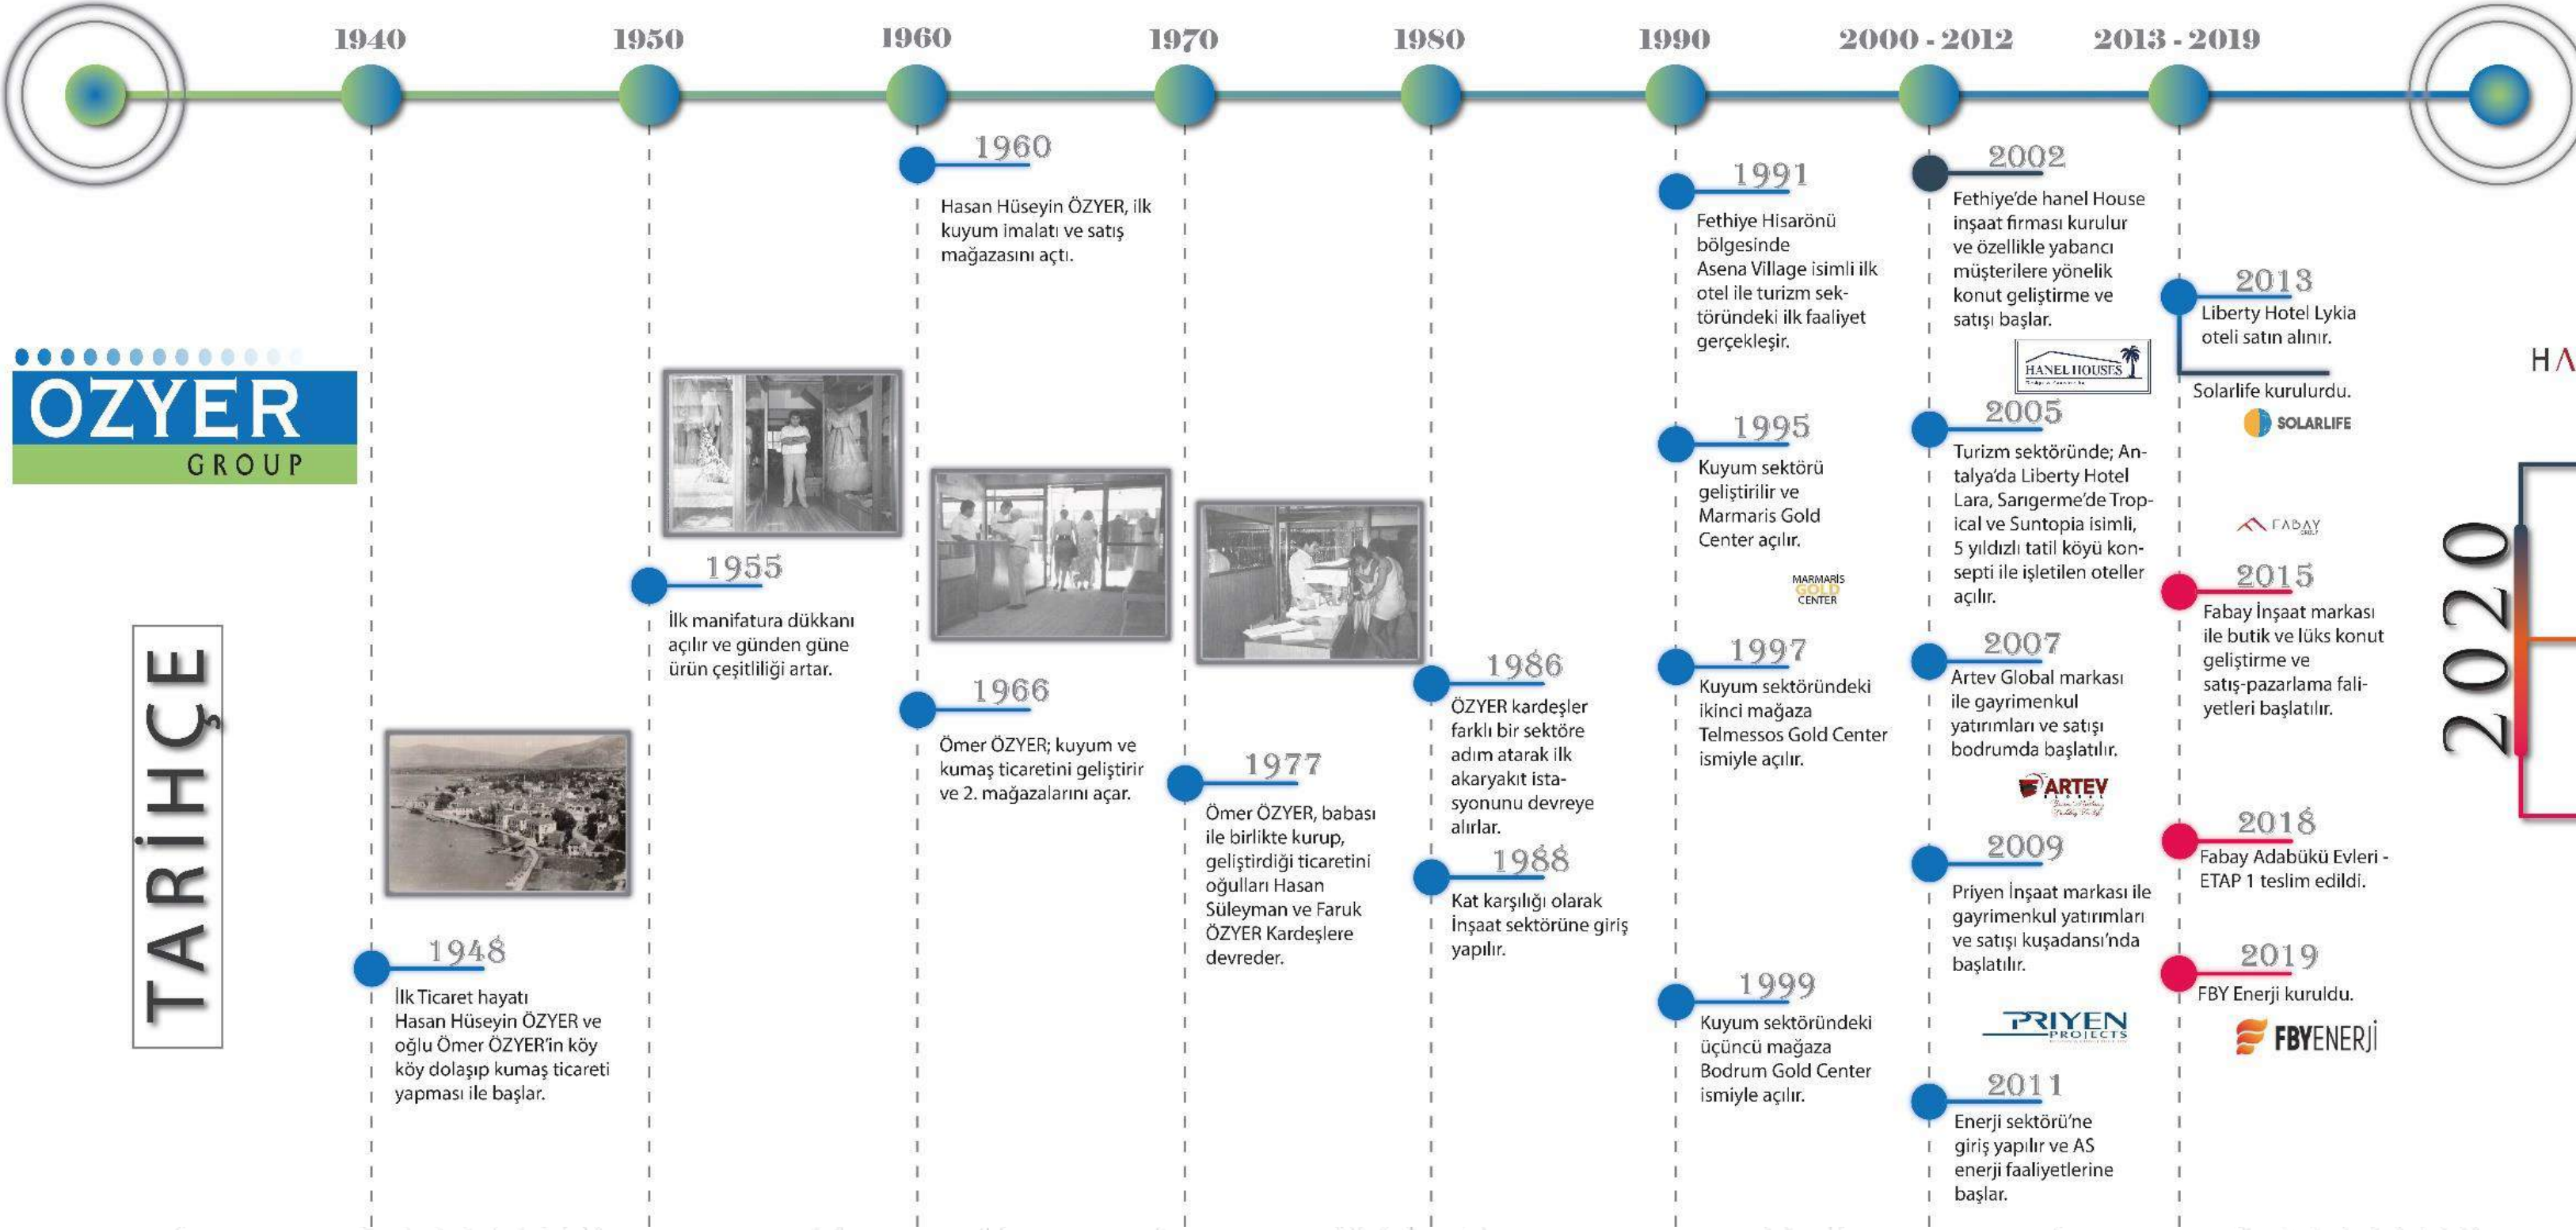 1940
1950
1960
1970
1980
1990
2000 - 2012
2013 - 2019
OZYER
GROUP
TARİHÇE
1948
İlk Ticaret hayatı
Hasan Hüseyin ÖZYER ve
oğlu Ömer ÖZYER'in köy
köy dolaşıp kumaş ticareti
yapması ile başlar.
1955
İlk manifatura dükkanı
açılır ve günden güne
ürün çeşitliliği artar.
1960
Hasan Hüseyin ÖZYER, ilk
kuyum imalatı ve satış
mağazasını açtı.
1966
Ömer ÖZYER; kuyum ve
kumaş ticaretini geliştirir
ve 2. mağazalarını açar.
1977
Ömer ÖZYER, babası
ile birlikte kurup,
geliştirdiği ticaretini
oğulları Hasan
Süleyman ve Faruk
ÖZYER Kardeşlere
devreder.
1986
ÖZYER kardeşler
farklı bir sektöre
adım atarak ilk
akaryakıt ista-
syonunu devreye
alırlar.
1988
Kat karşılığı olarak
İnşaat sektörüne giriş
yapılır.
1991
Fethiye Hisarönü
bölgesinde
Asena Village isimli ilk
otel ile turizm sek-
töründeki ilk faaliyet
gerçekleşir.
1995
Kuyum sektörü
geliştirilir ve
Marmaris Gold
Center açılır.
MARMARİS
GOLD
CENTER
1997
Kuyum sektöründeki
ikinci mağaza
Telmessos Gold Center
ismiyle açılır.
1999
Kuyum sektöründeki
üçüncü mağaza
Bodrum Gold Center
ismiyle açılır.
2002
Fethiye'de hanel House
inşaat firması kurulur
ve özellikle yabancı
müşterilere yönelik
konut geliştirme ve
satışı başlar.
HANEL HOUSES
2005
Turizm sektöründe; An-
talya'da Liberty Hotel
Lara, Sarıgerme'de Trop-
ical ve Suntopia isimli,
5 yıldızlı tatil köyü kon-
septi ile işletilen oteller
açılır.
2007
Artev Global markası
ile gayrimenkul
yatırımları ve satışı
bodrumda başlatılır.
ARTEV
GLOBAL
2009
Priyen İnşaat markası ile
gayrimenkul yatırımları
ve satışı kuşadansı'nda
başlatılır.
PRIYEN
PROJECTS
2011
Enerji sektörü'ne
giriş yapılır ve AS
enerji faaliyetlerine
başlar.
2013
Liberty Hotel Lykia
oteli satın alınır.
Solarlife kurulurdu.
SOLARLIFE
FABAY
GROUP
2015
Fabay İnşaat markası
ile butik ve lüks konut
geliştirme ve
satış-pazarlama fali-
yetleri başlatılır.
2018
Fabay Adabükü Evleri -
ETAP 1 teslim edildi.
2019
FBY Enerji kuruldu.
FBYENERJİ
HA
2020